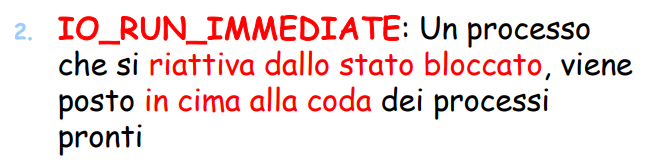 2. IO_RUN_IMMEDIATE: Un processo
che si riattiva dallo stato bloccato, viene
posto in cima alla coda dei processi
pronti